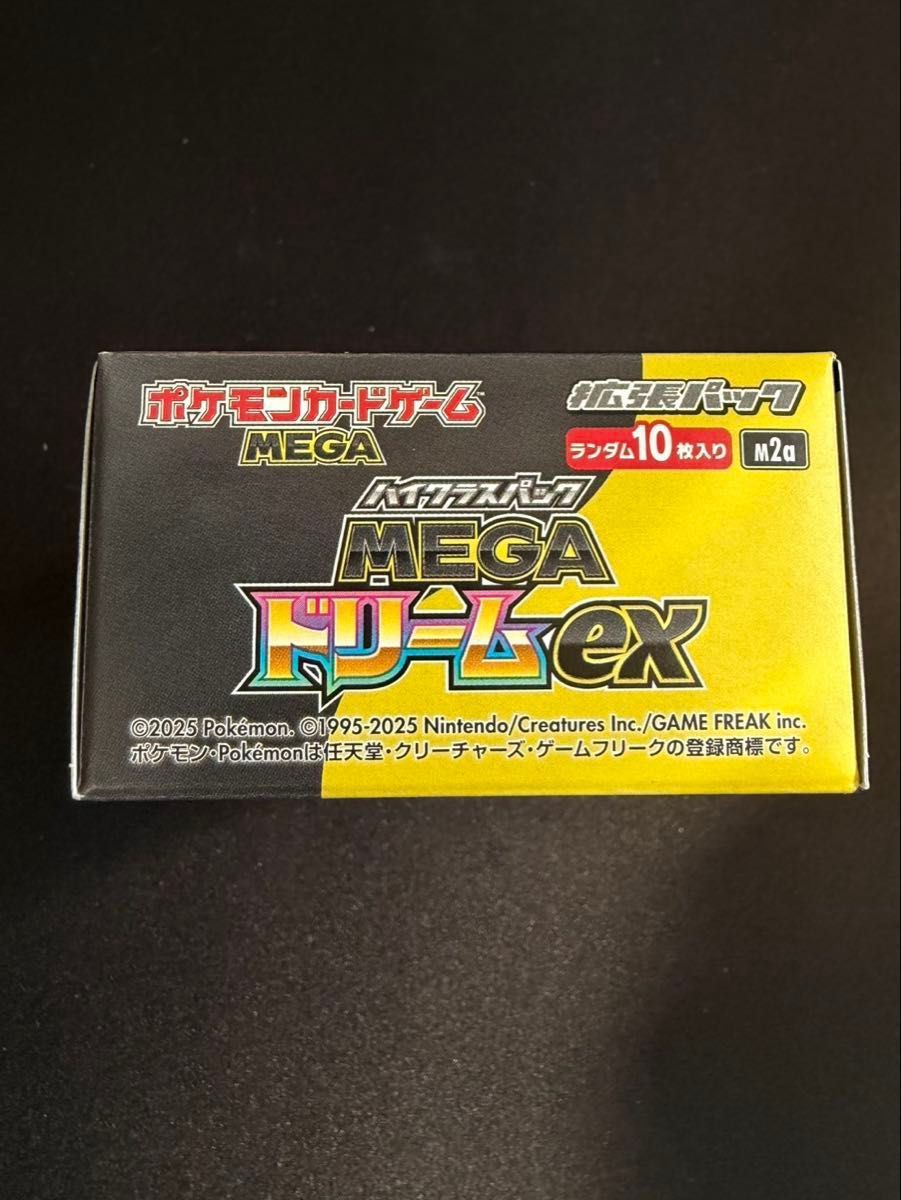 ポケモンカードゲーム
MEGA
拡張パック
ランダム10枚入り
M2a
ハイクラスパック
MEGA
ドリームex
©2025 Pokémon. ©1995-2025 Nintendo/Creatures Inc./GAME FREAK inc.
ポケモン・Pokémonは任天堂・クリーチャーズ・ゲームフリークの登録商標です。